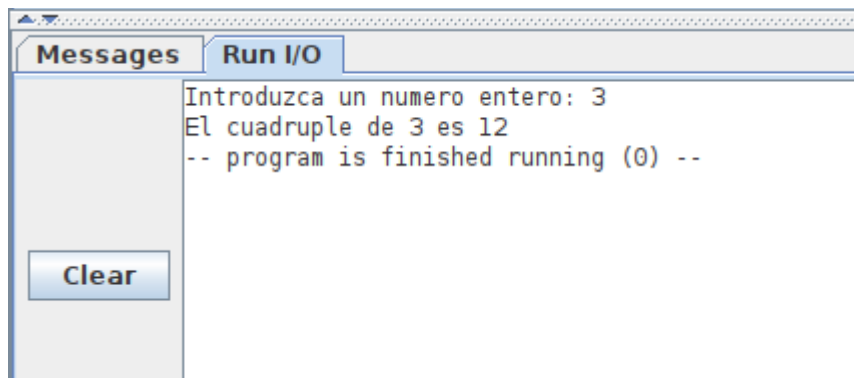 Messages Run I/O
Introduzca un numero entero: 3
El cuadruple de 3 es 12
-- program is finished running (0) --
Clear